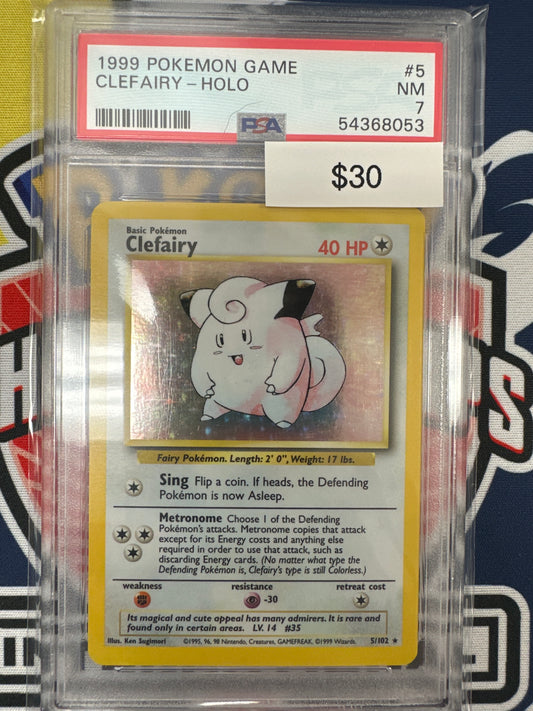 1999 POKEMON GAME #5
CLEFAIRY - HOLO NM
7
PSA 54368053
$30
Basic Pokémon
Clefairy 40 HP
Fairy Pokémon. Length: 2' 0", Weight: 17 lbs.
Sing Flip a coin. If heads, the Defending
Pokémon is now Asleep.
Metronome Choose 1 of the Defending
Pokémon's attacks. Metronome copies that attack
except for its Energy costs and anything else
required in order to use that attack, such as
discarding Energy cards. (No matter what type the
Defending Pokémon is, Clefairy's type is still Colorless.)
weakness resistance retreat cost
-30
Its magical and cute appeal has many admirers. It is rare and
found only in certain areas. LV. 14 #35
Illus. Ken Sugimori ©1995, 96, 98 Nintendo, Creatures, GAMEFREAK. ©1999 Wizards. 5/102 ★